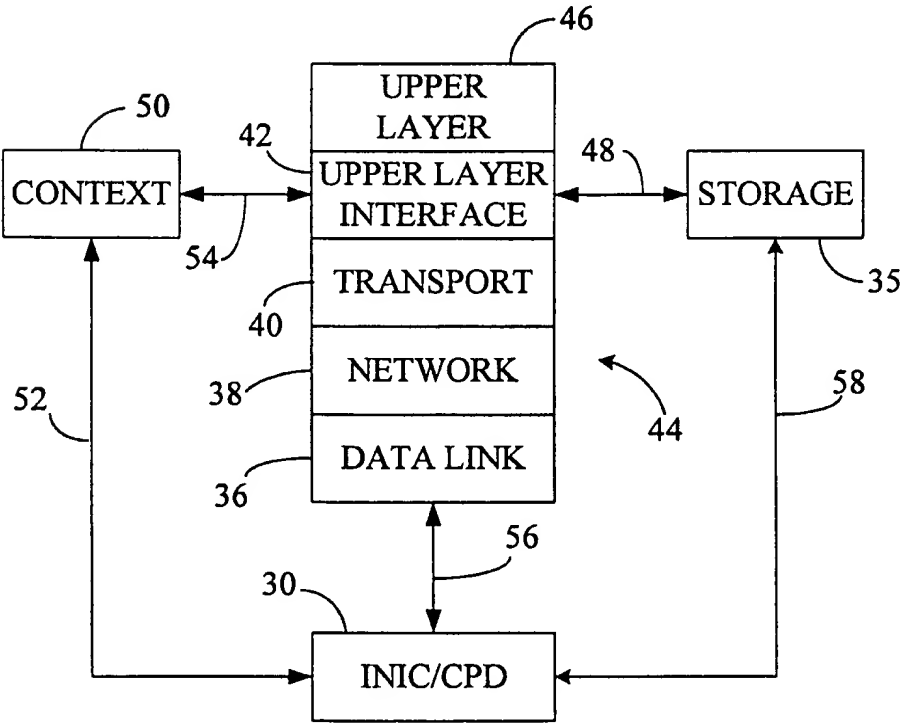 46
UPPER
LAYER
50
42
CONTEXT
UPPER LAYER
INTERFACE
48
STORAGE
54
35
TRANSPORT
40
NETWORK
38
52
58
44
DATA LINK
36
56
30
INIC/CPD